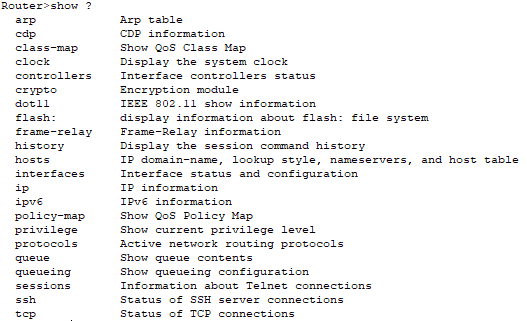 Router>show ?
arp Arp table
cdp CDP information
class-map Show QoS Class Map
clock Display the system clock
controllers Interface controllers status
crypto Encryption module
dot11 IEEE 802.11 show information
flash: display information about flash: file system
frame-relay Frame-Relay information
history Display the session command history
hosts IP domain-name, lookup style, nameservers, and host table
interfaces Interface status and configuration
ip IP information
ipv6 IPv6 information
policy-map Show QoS Policy Map
privilege Show current privilege level
protocols Active network routing protocols
queue Show queue contents
queueing Show queueing configuration
sessions Information about Telnet connections
ssh Status of SSH server connections
tcp Status of TCP connections